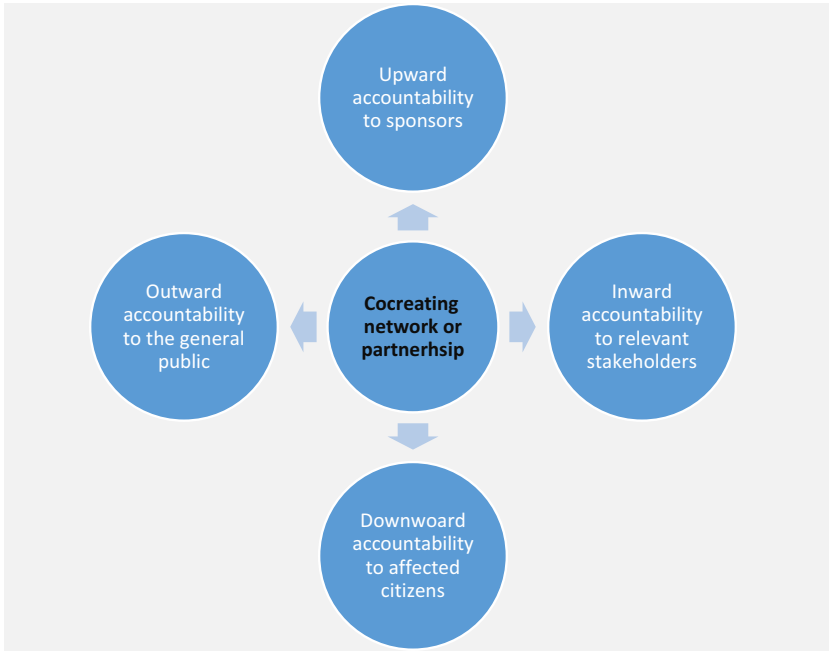 Upward
accountability
to sponsors
Outward
accountability
to the general
public
Cocreating
network or
partnerhsip
Inward
accountability
to relevant
stakeholders
Downwoard
accountability
to affected
citizens